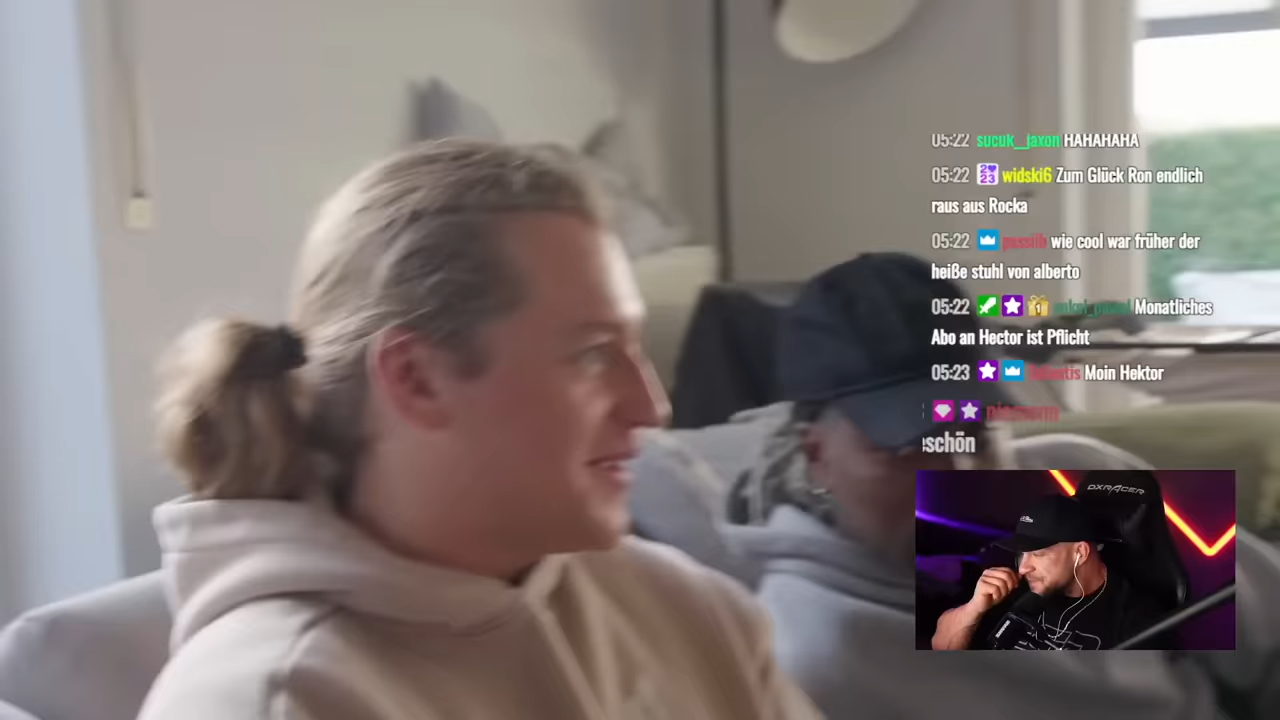 05:22 sucuk__jaxon HAHAHAHA
05:22 widski6 Zum Glück Ron endlich
raus aus Rocka
05:22 wie cool war früher der
heiße stuhl von alberto
05:22 Monatliches
Abo an Hector ist Pflicht
05:23 Moin Hektor
schön
DXRACER